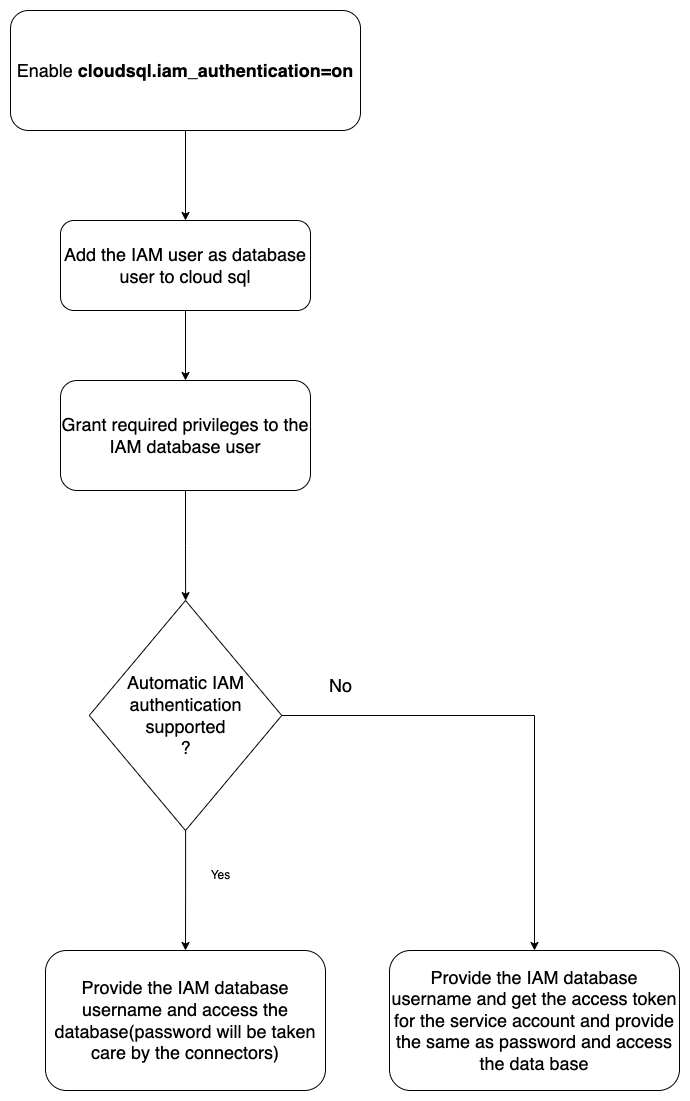 Enable cloudsql.iam_authentication=on
Add the IAM user as database
user to cloud sql
Grant required privileges to the
IAM database user
Automatic IAM
authentication
supported
?
No
Yes
Provide the IAM database
username and access the
database(password will be taken
care by the connectors)
Provide the IAM database
username and get the access token
for the service account and provide
the same as password and access
the data base